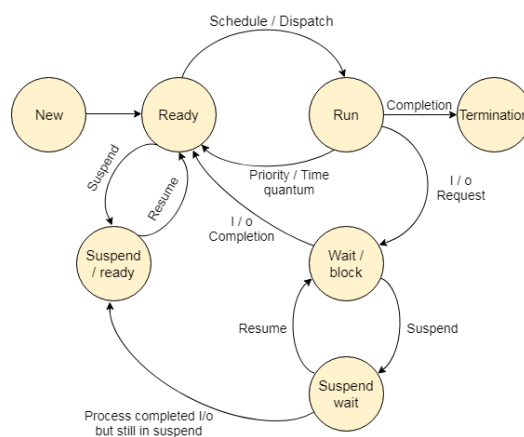 Schedule / Dispatch
New
Ready
Run
Completion
Termination
Suspend
Resume
Priority / Time
quantum
I / o
Request
I / o
Completion
Suspend
/ ready
Wait /
block
Resume
Suspend
Suspend
wait
Process completed I/o
but still in suspend